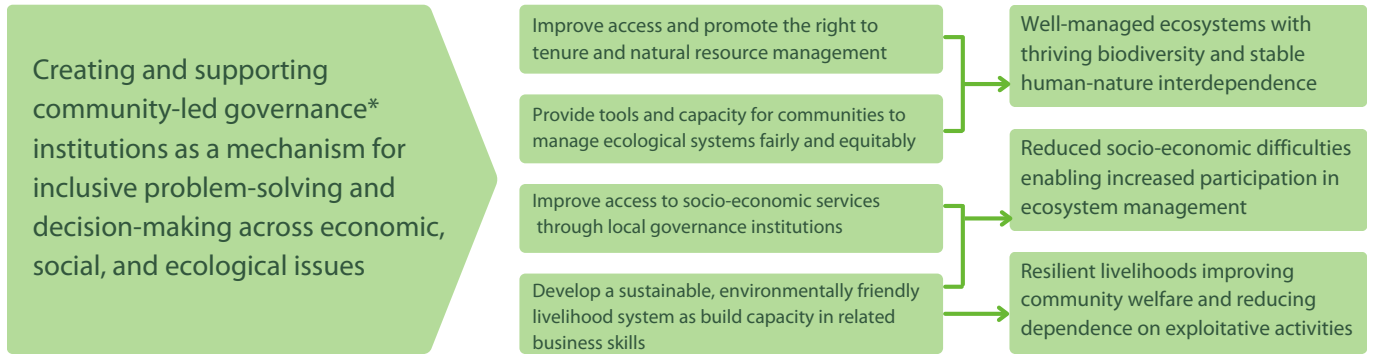 Creating and supporting
community-led governance*
institutions as a mechanism for
inclusive problem-solving and
decision-making across economic,
social, and ecological issues
Improve access and promote the right to
tenure and natural resource management
Provide tools and capacity for communities to
manage ecological systems fairly and equitably
Improve access to socio-economic services
through local governance institutions
Develop a sustainable, environmentally friendly
livelihood system as build capacity in related
business skills
Well-managed ecosystems with
thriving biodiversity and stable
human-nature interdependence
Reduced socio-economic difficulties
enabling increased participation in
ecosystem management
Resilient livelihoods improving
community welfare and reducing
dependence on exploitative activities